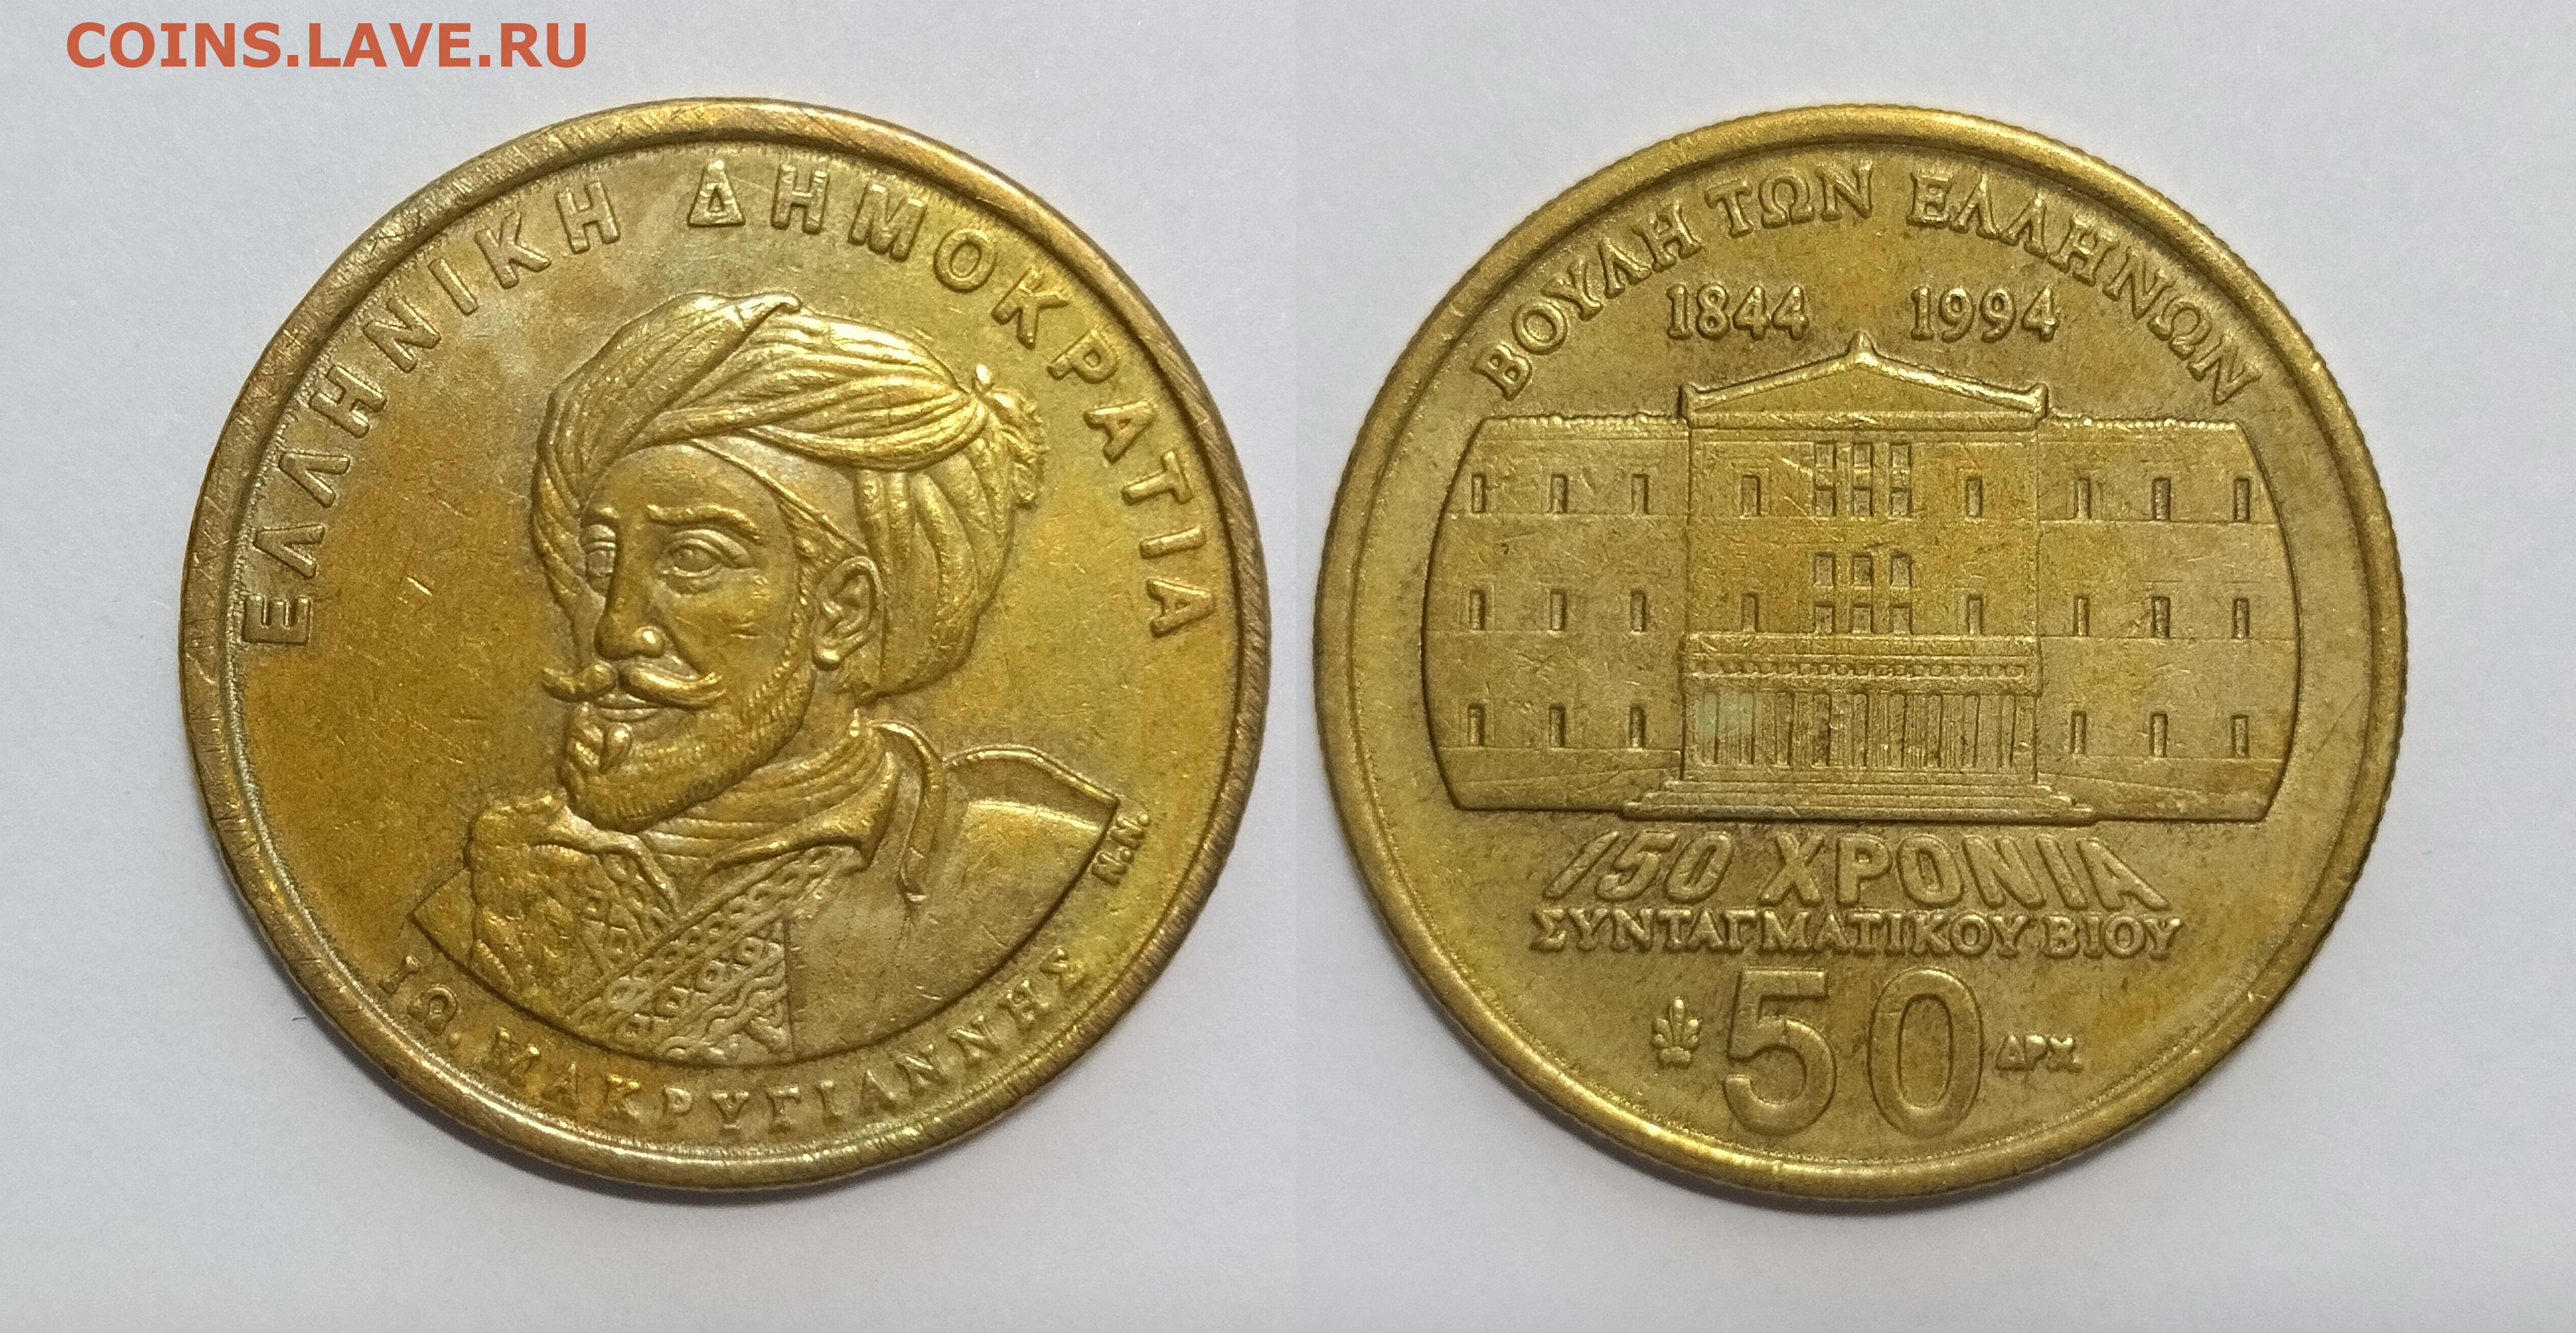 COINS.LAVE.RU
ΕΛΛΗΝΙΚΗ ΔΗΜΟΚΡΑΤΙΑ
N.N.
ΙΩ. ΜΑΚΡΥΓΙΑΝΝΗΣ
ΒΟΥΛΗ ΤΩΝ ΕΛΛΗΝΩΝ
1844 1994
150 ΧΡΟΝΙΑ
ΣΥΝΤΑΓΜΑΤΙΚΟΥ ΒΙΟΥ
50 ΔΡΧ